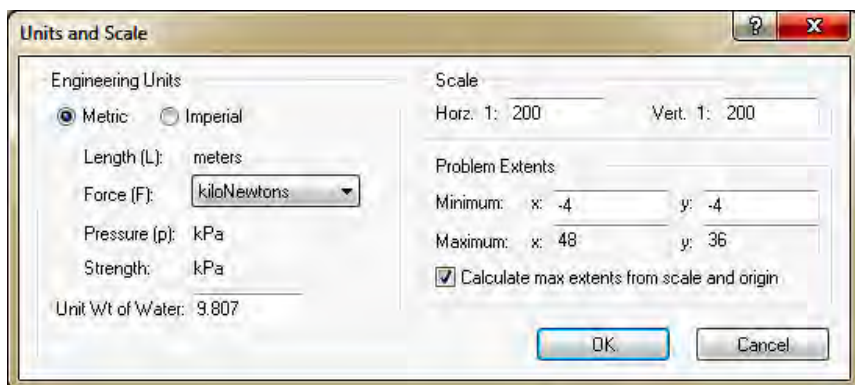 Units and Scale
Engineering Units
Metric Imperial
Length (L): meters
Force (F): kiloNewtons
Pressure (p): kPa
Strength: kPa
Unit Wt of Water: 9.807
Scale
Horz. 1: 200 Vert. 1: 200
Problem Extents
Minimum: x: -4 y: -4
Maximum: x: 48 y: 36
Calculate max extents from scale and origin
OK Cancel